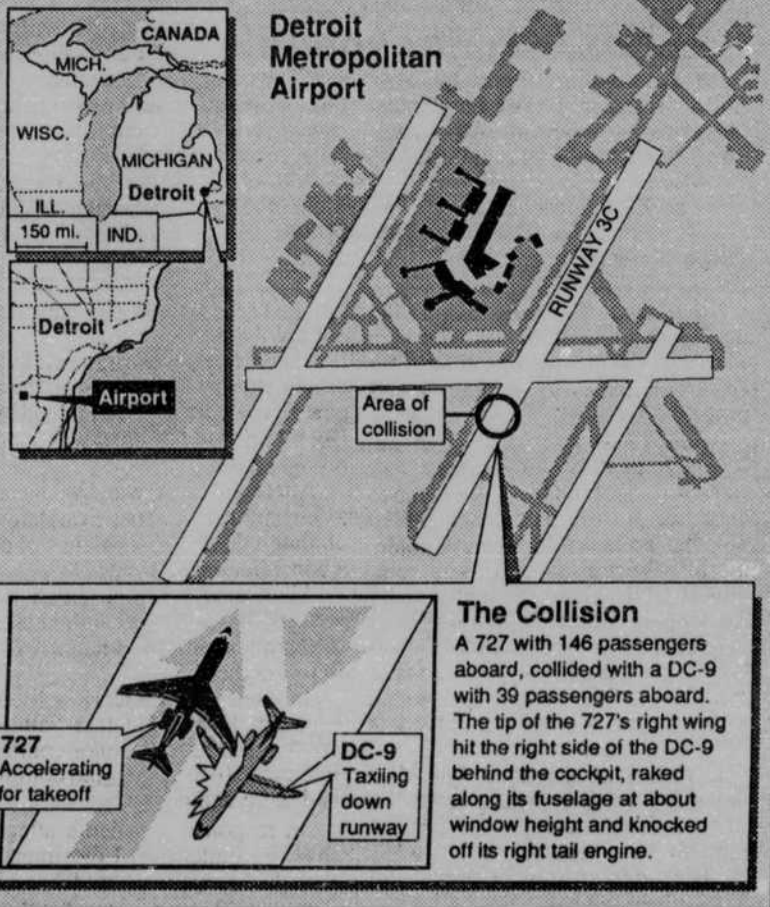 Detroit
Metropolitan
Airport
CANADA
MICH.
WISC.
MICHIGAN
Detroit
ILL.
150 mi.
IND.
Detroit
Airport
RUNWAY 3C
Area of
collision
727
Accelerating
for takeoff
DC-9
Taxiing
down
runway
The Collision
A 727 with 146 passengers
aboard, collided with a DC-9
with 39 passengers aboard.
The tip of the 727's right wing
hit the right side of the DC-9
behind the cockpit, raked
along its fuselage at about
window height and knocked
off its right tail engine.